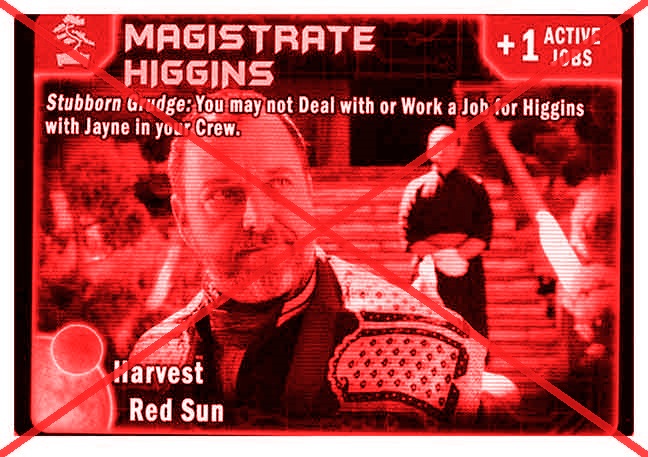 MAGISTRATE
HIGGINS
+1 ACTIVE
JOBS
Stubborn Grudge: You may not Deal with or Work a Job for Higgins
with Jayne in your Crew.
Harvest
Red Sun